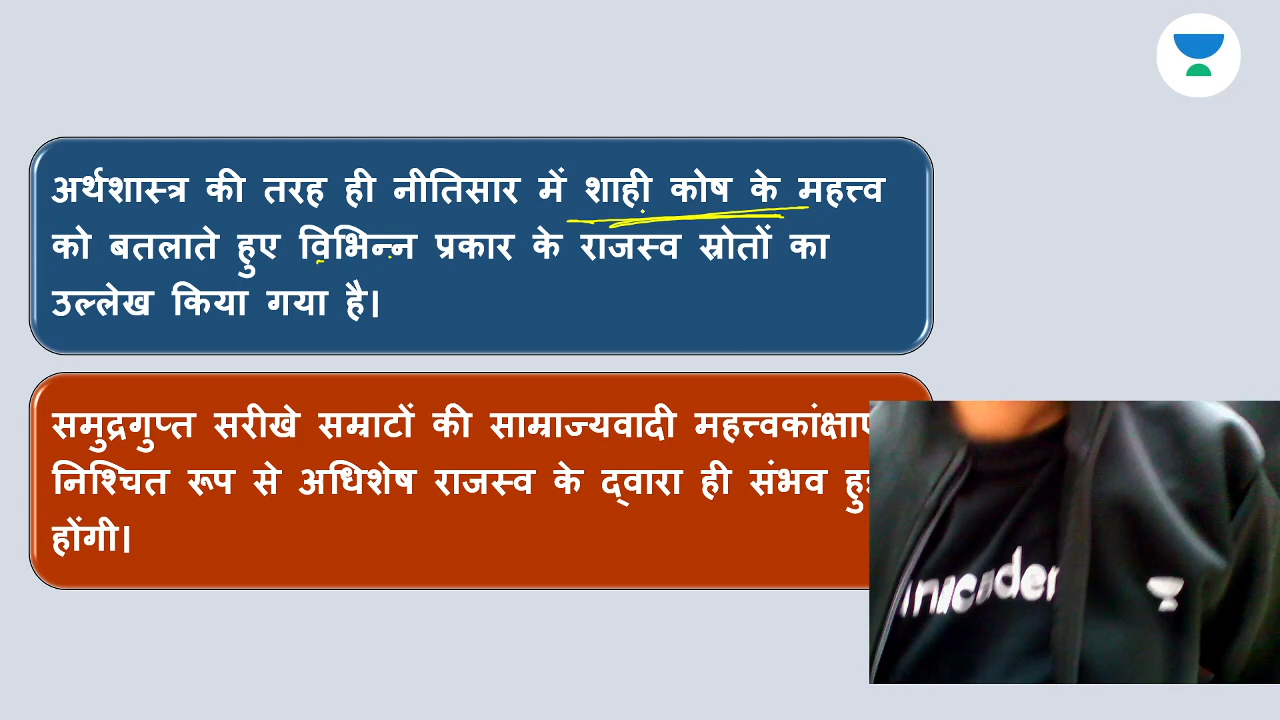 अर्थशास्त्र की तरह ही नीतिसार में शाही कोष के महत्त्व
को बतलाते हुए विभिन्न प्रकार के राजस्व स्रोतों का
उल्लेख किया गया है।
समुद्रगुप्त सरीखे सम्राटों की साम्राज्यवादी
निश्चित रूप से अधिशेष राजस्व के द्वारा ही संभव
होंगी।